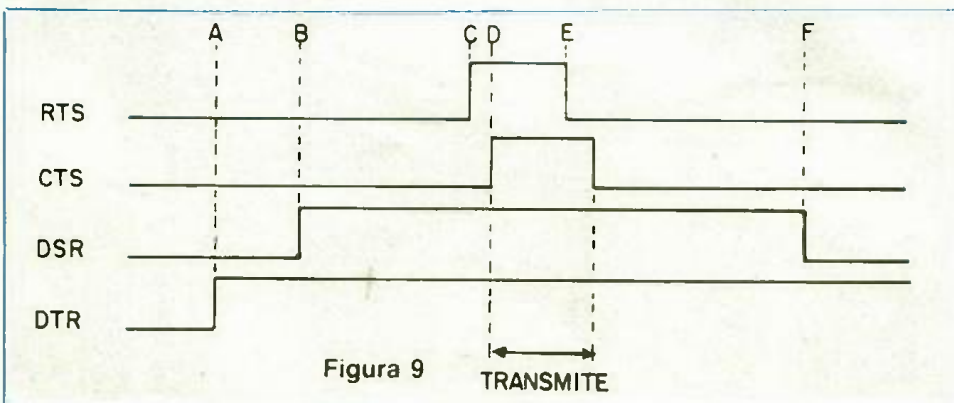 A B C D E F
RTS
CTS
DSR
DTR
Figura 9
TRANSMITE